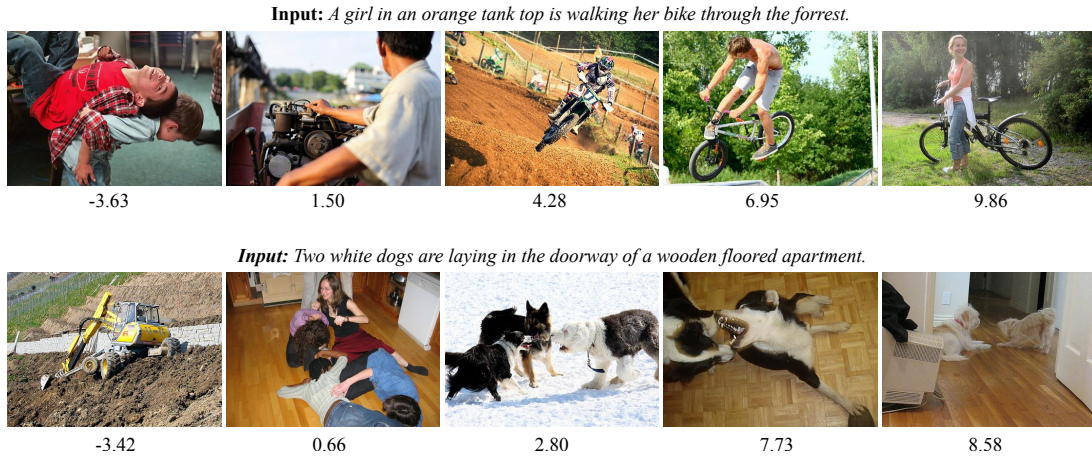 Input: A girl in an orange tank top is walking her bike through the forrest.
-3.63 1.50 4.28 6.95 9.86
Input: Two white dogs are laying in the doorway of a wooden floored apartment.
-3.42 0.66 2.80 7.73 8.58